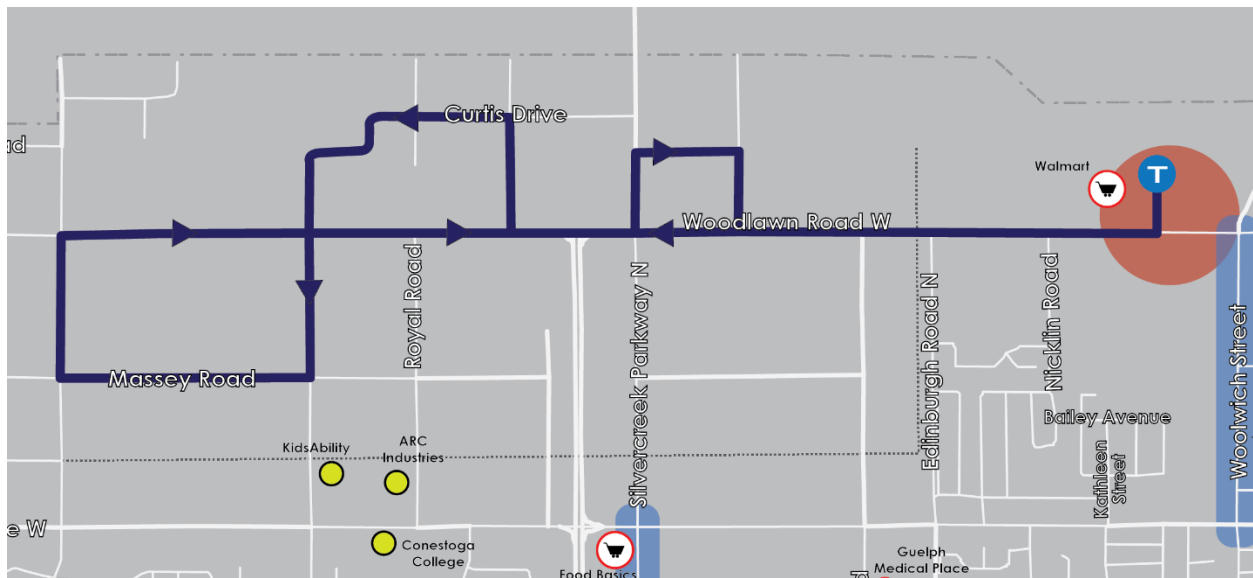 Curtis Drive
ad
Walmart
T
Woodlawn Road W
Royal Road
Silvercreek Parkway N
Edinburgh Road N
Nicklin Road
Woolwich Street
Massey Road
Bailey Avenue
Kathleen
Street
KidsAbility
ARC
Industries
e W
Conestoga
College
Food Basics
Guelph
Medical Place